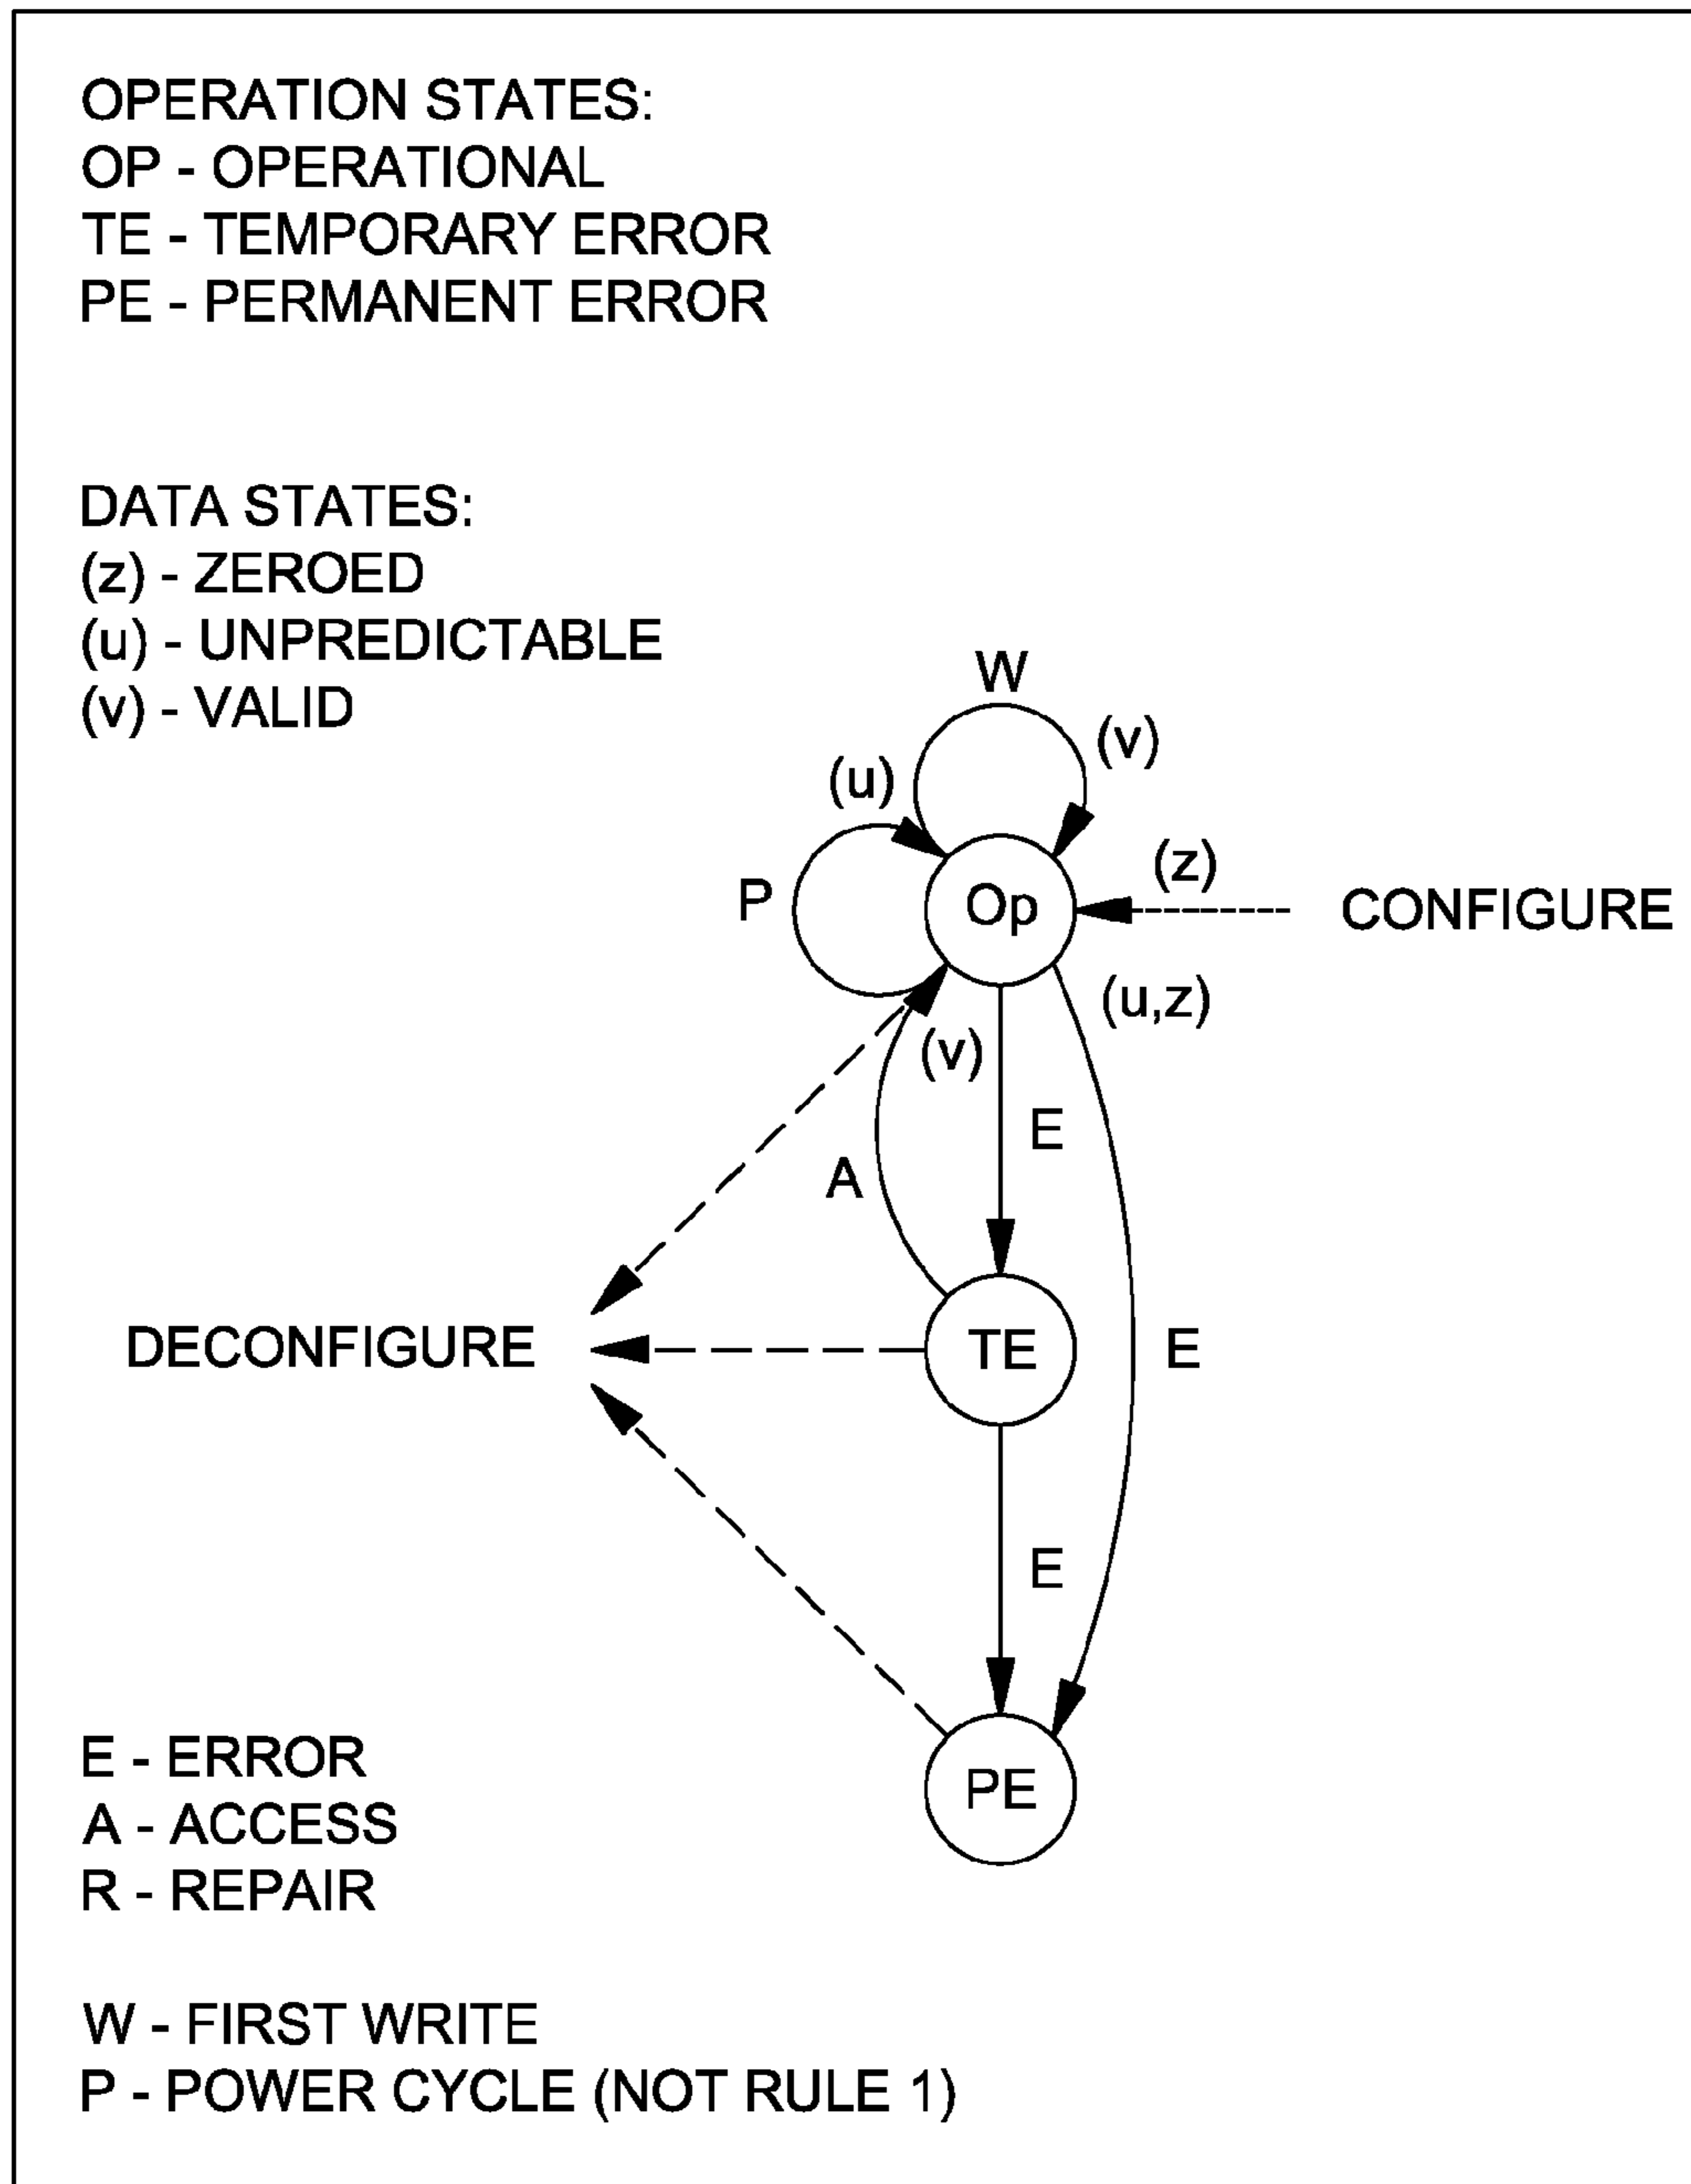 OPERATION STATES:
OP - OPERATIONAL
TE - TEMPORARY ERROR
PE - PERMANENT ERROR
DATA STATES:
(z) - ZEROED
(u) - UNPREDICTABLE
(v) - VALID
W
(v)
(u)
(z)
P
Op
CONFIGURE
(u,z)
(v)
E
A
DECONFIGURE
TE
E
E
PE
E - ERROR
A - ACCESS
R - REPAIR
W - FIRST WRITE
P - POWER CYCLE (NOT RULE 1)